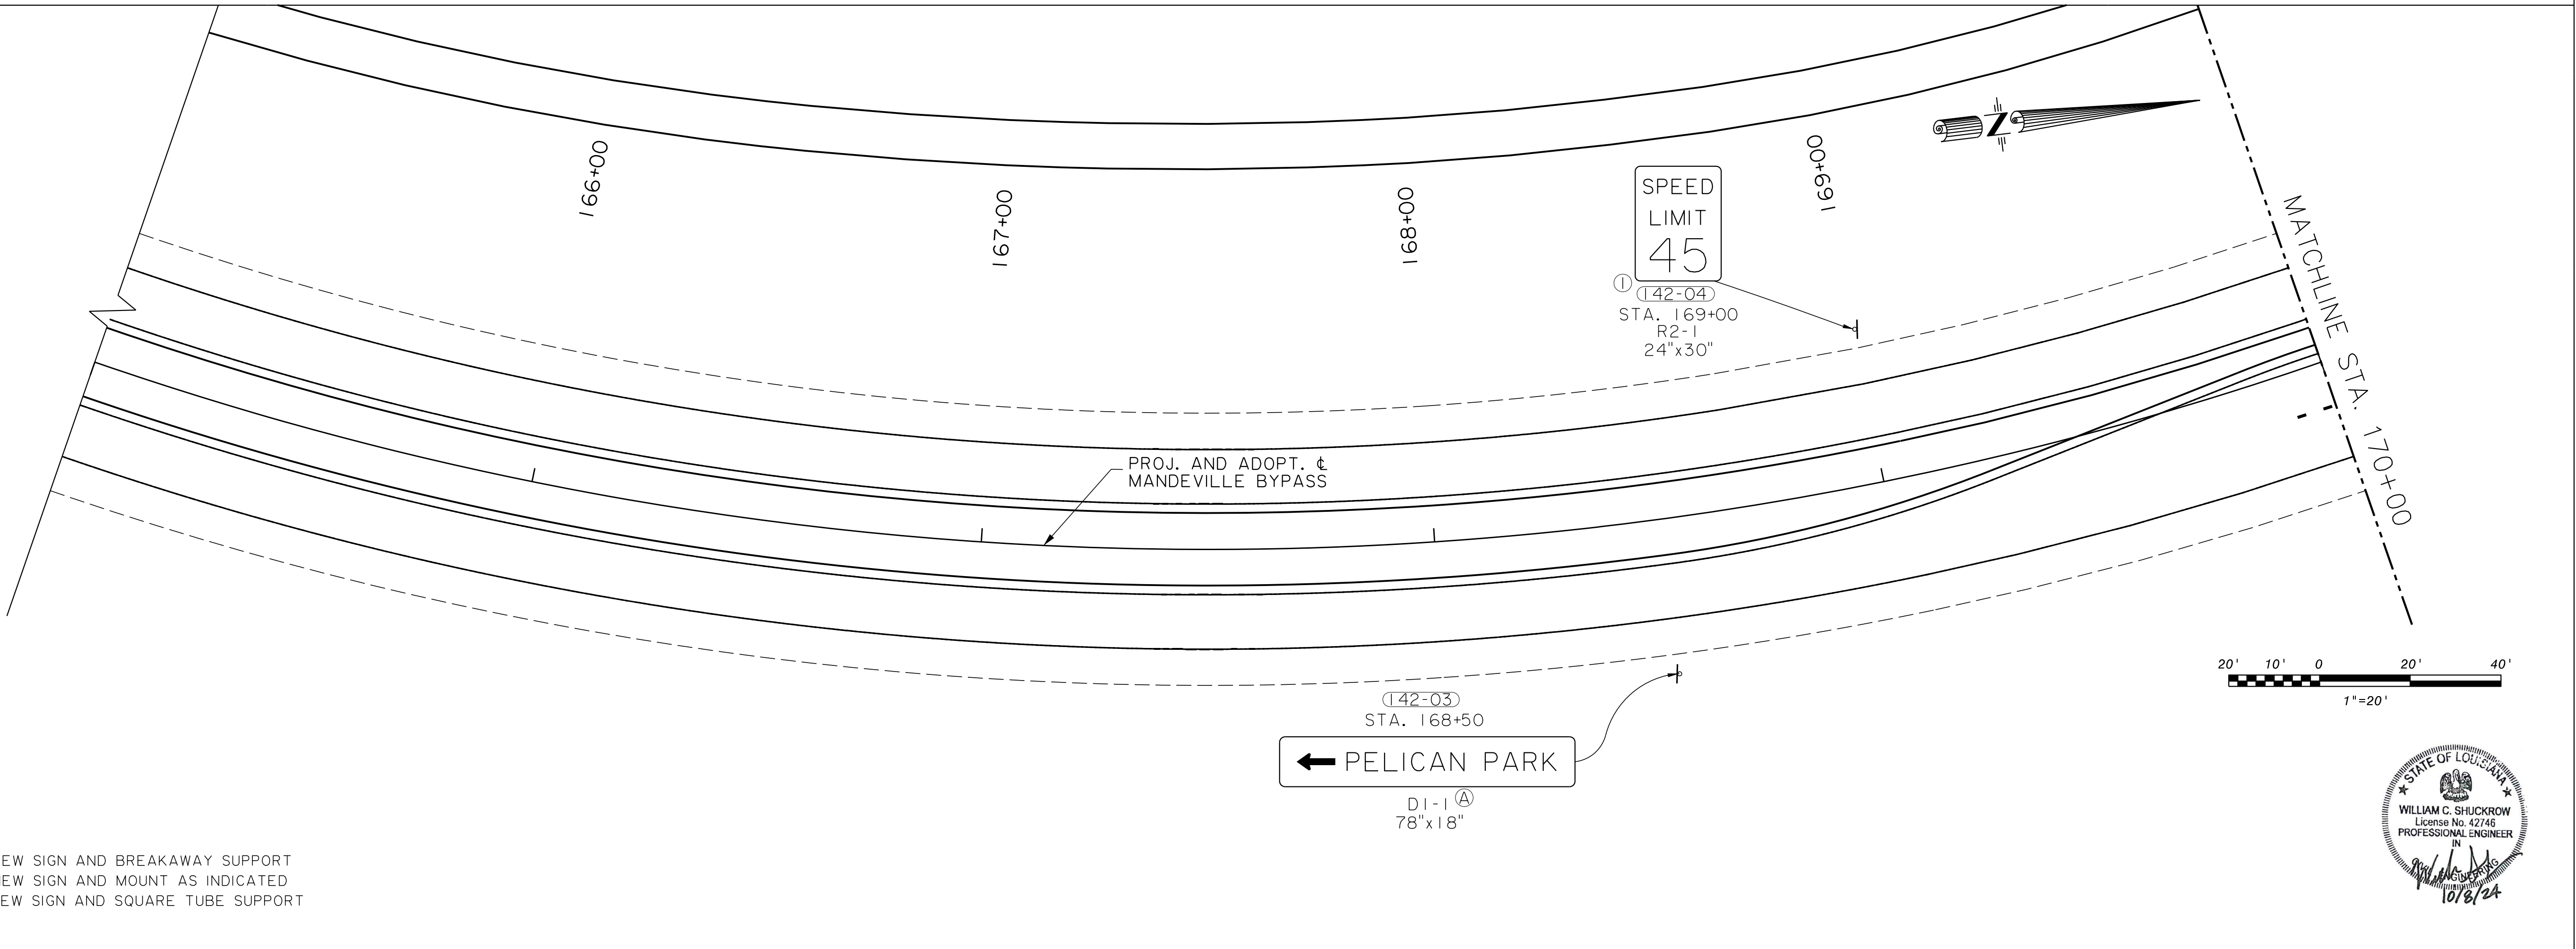 166+00
167+00
168+00
169+00
SPEED
LIMIT
45
1
142-04
STA. 169+00
R2-1
24"x30"
MATCHLINE STA. 170+00
PROJ. AND ADOPT. ℄
MANDEVILLE BYPASS
142-03
STA. 168+50
← PELICAN PARK
D1-1 A
78"x18"
20' 10' 0 20' 40'
1"=20'
STATE OF LOUISIANA
WILLIAM C. SHUCKROW
License No. 42746
PROFESSIONAL ENGINEER
IN
ENGINEERING
10/8/24
EW SIGN AND BREAKAWAY SUPPORT
EW SIGN AND MOUNT AS INDICATED
EW SIGN AND SQUARE TUBE SUPPORT